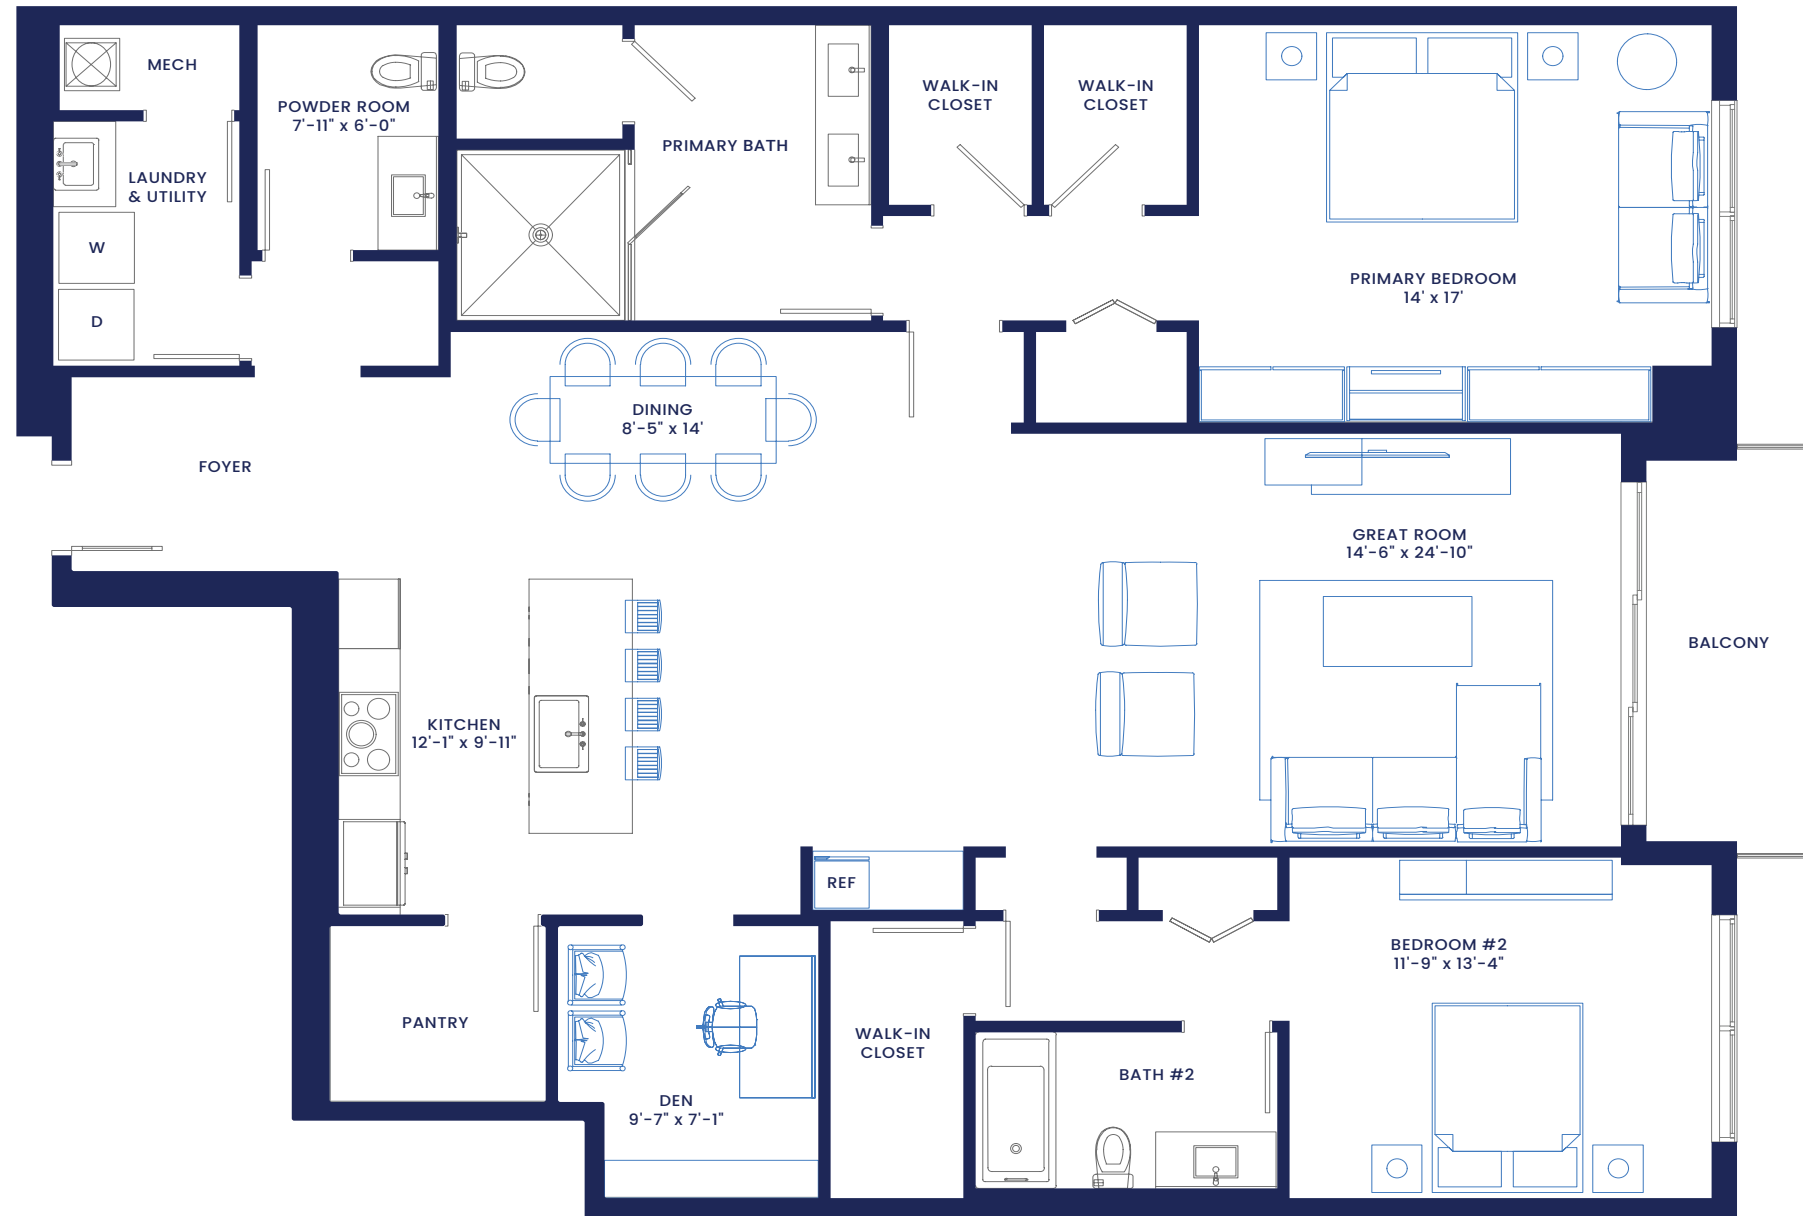 MECH
POWDER ROOM
7'-11" x 6'-0"
LAUNDRY
& UTILITY
W
D
PRIMARY BATH
WALK-IN
CLOSET
WALK-IN
CLOSET
PRIMARY BEDROOM
14' x 17'
DINING
8'-5" x 14'
FOYER
GREAT ROOM
14'-6" x 24'-10"
BALCONY
KITCHEN
12'-1" x 9'-11"
REF
BEDROOM #2
11'-9" x 13'-4"
PANTRY
WALK-IN
CLOSET
BATH #2
DEN
9'-7" x 7'-1"